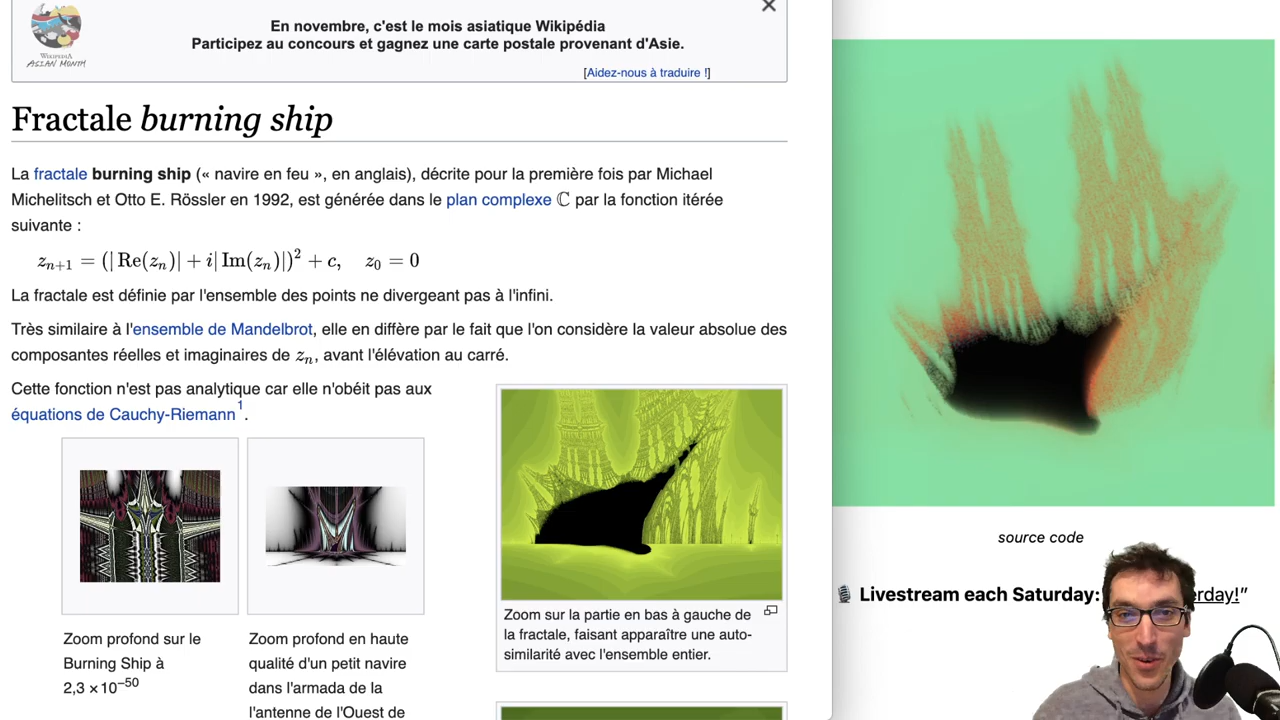 WIKIPEDIA
ASIAN MONTH
En novembre, c'est le mois asiatique Wikipédia
Participez au concours et gagnez une carte postale provenant d'Asie.
[Aidez-nous à traduire !]
Fractale burning ship
La fractale burning ship (« navire en feu », en anglais), décrite pour la première fois par Michael
Michelitsch et Otto E. Rössler en 1992, est générée dans le plan complexe ℂ par la fonction itérée
suivante :
zₙ₊₁ = (| Re(zₙ)| + i| Im(zₙ)|)² + c, z₀ = 0
La fractale est définie par l'ensemble des points ne divergeant pas à l'infini.
Très similaire à l'ensemble de Mandelbrot, elle en diffère par le fait que l'on considère la valeur absolue des
composantes réelles et imaginaires de zₙ, avant l'élévation au carré.
Cette fonction n'est pas analytique car elle n'obéit pas aux
équations de Cauchy-Riemann¹.
Zoom profond sur le
Burning Ship à
2,3 ×10⁻⁵⁰
Zoom profond en haute
qualité d'un petit navire
dans l'armada de la
l'antenne de l'Ouest de
Zoom sur la partie en bas à gauche de
la fractale, faisant apparaître une auto-
similarité avec l'ensemble entier.
source code
🎙️ Livestream each Saturday: